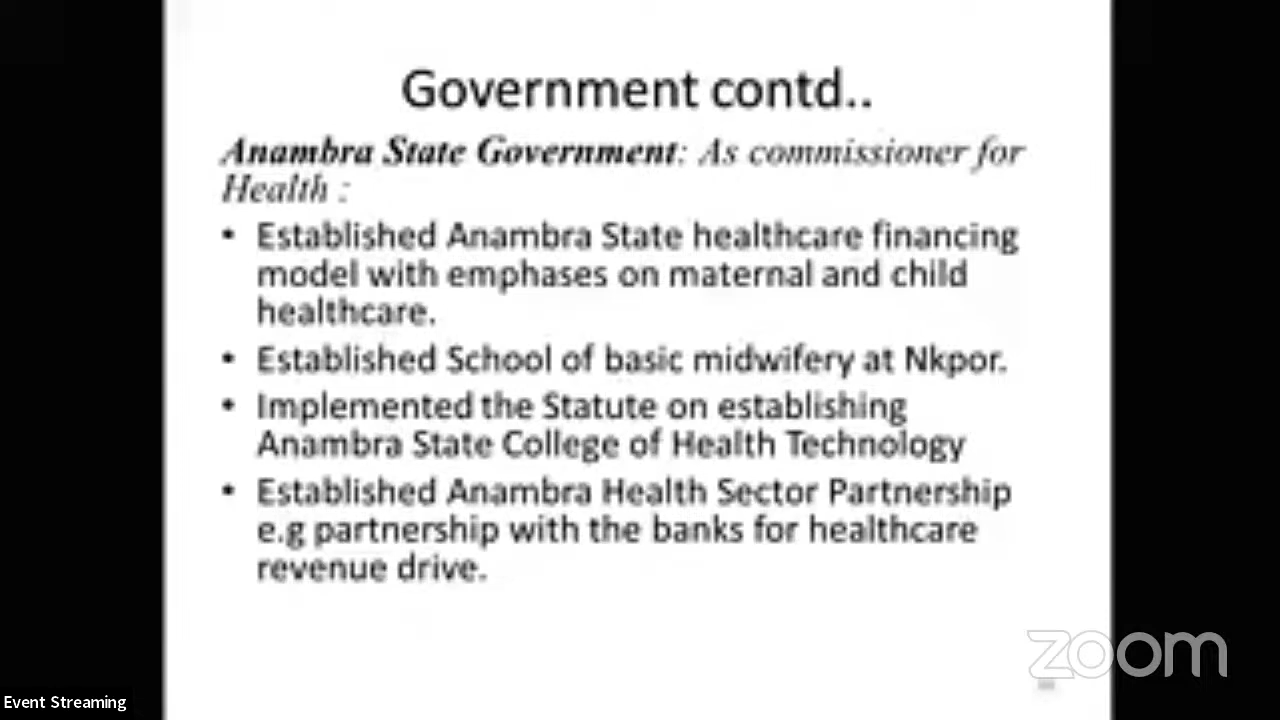 Government contd..
Anambra State Government: As commissioner for
Health :
• Established Anambra State healthcare financing
model with emphases on maternal and child
healthcare.
• Established School of basic midwifery at Nkpor.
• Implemented the Statute on establishing
Anambra State College of Health Technology
• Established Anambra Health Sector Partnership
e.g partnership with the banks for healthcare
revenue drive.
zoom
Event Streaming